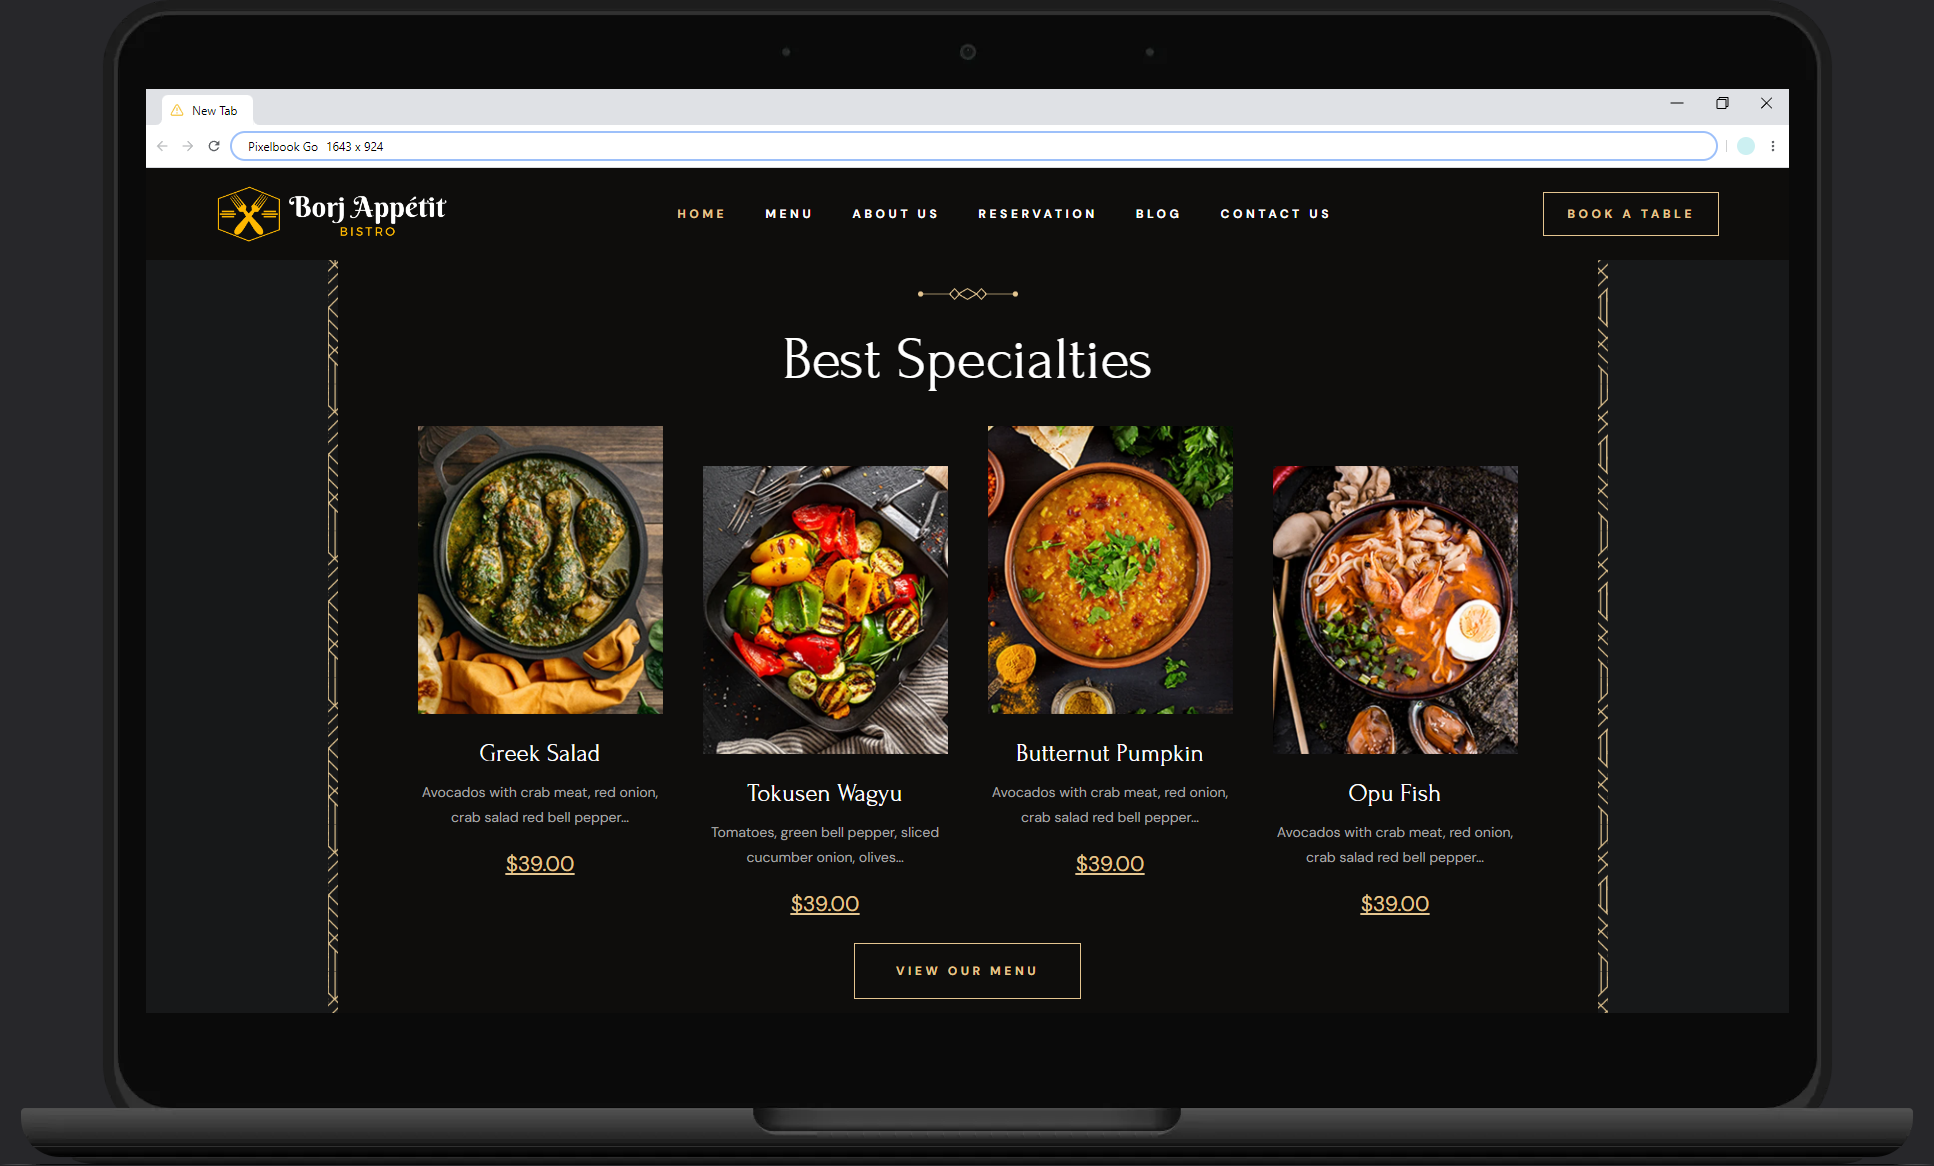 New Tab
Pixelbook Go 1643 x 924
Borj Appétit
BISTRO
HOME MENU ABOUT US RESERVATION BLOG CONTACT US
BOOK A TABLE
Best Specialties
Greek Salad
Avocados with crab meat, red onion,
crab salad red bell pepper...
$39.00
Tokusen Wagyu
Tomatoes, green bell pepper, sliced
cucumber onion, olives...
$39.00
Butternut Pumpkin
Avocados with crab meat, red onion,
crab salad red bell pepper...
$39.00
Opu Fish
Avocados with crab meat, red onion,
crab salad red bell pepper...
$39.00
VIEW OUR MENU